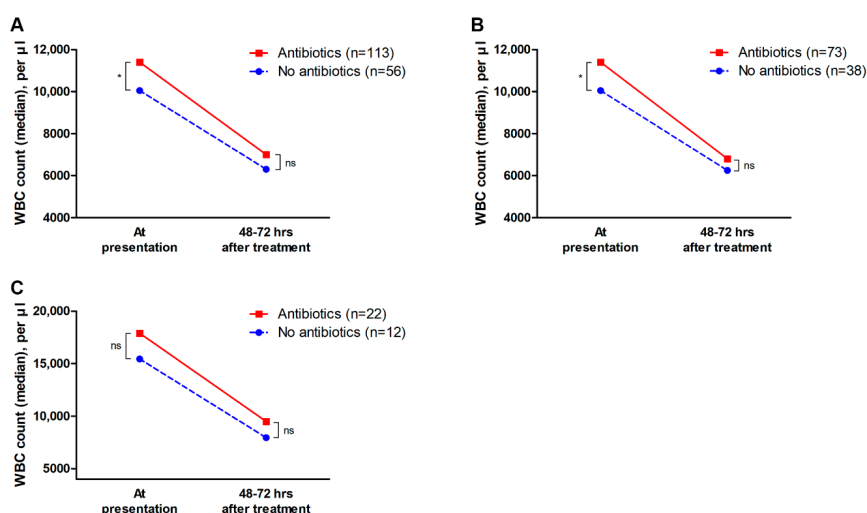 A
WBC count (median), per µl
12,000
10,000
8000
6000
4000
*
ns
Antibiotics (n=113)
No antibiotics (n=56)
At
presentation
48-72 hrs
after treatment
B
WBC count (median), per µl
12,000
10,000
8000
6000
4000
*
ns
Antibiotics (n=73)
No antibiotics (n=38)
At
presentation
48-72 hrs
after treatment
C
WBC count (median), per µl
20,000
15,000
10,000
5000
ns
ns
Antibiotics (n=22)
No antibiotics (n=12)
At
presentation
48-72 hrs
after treatment